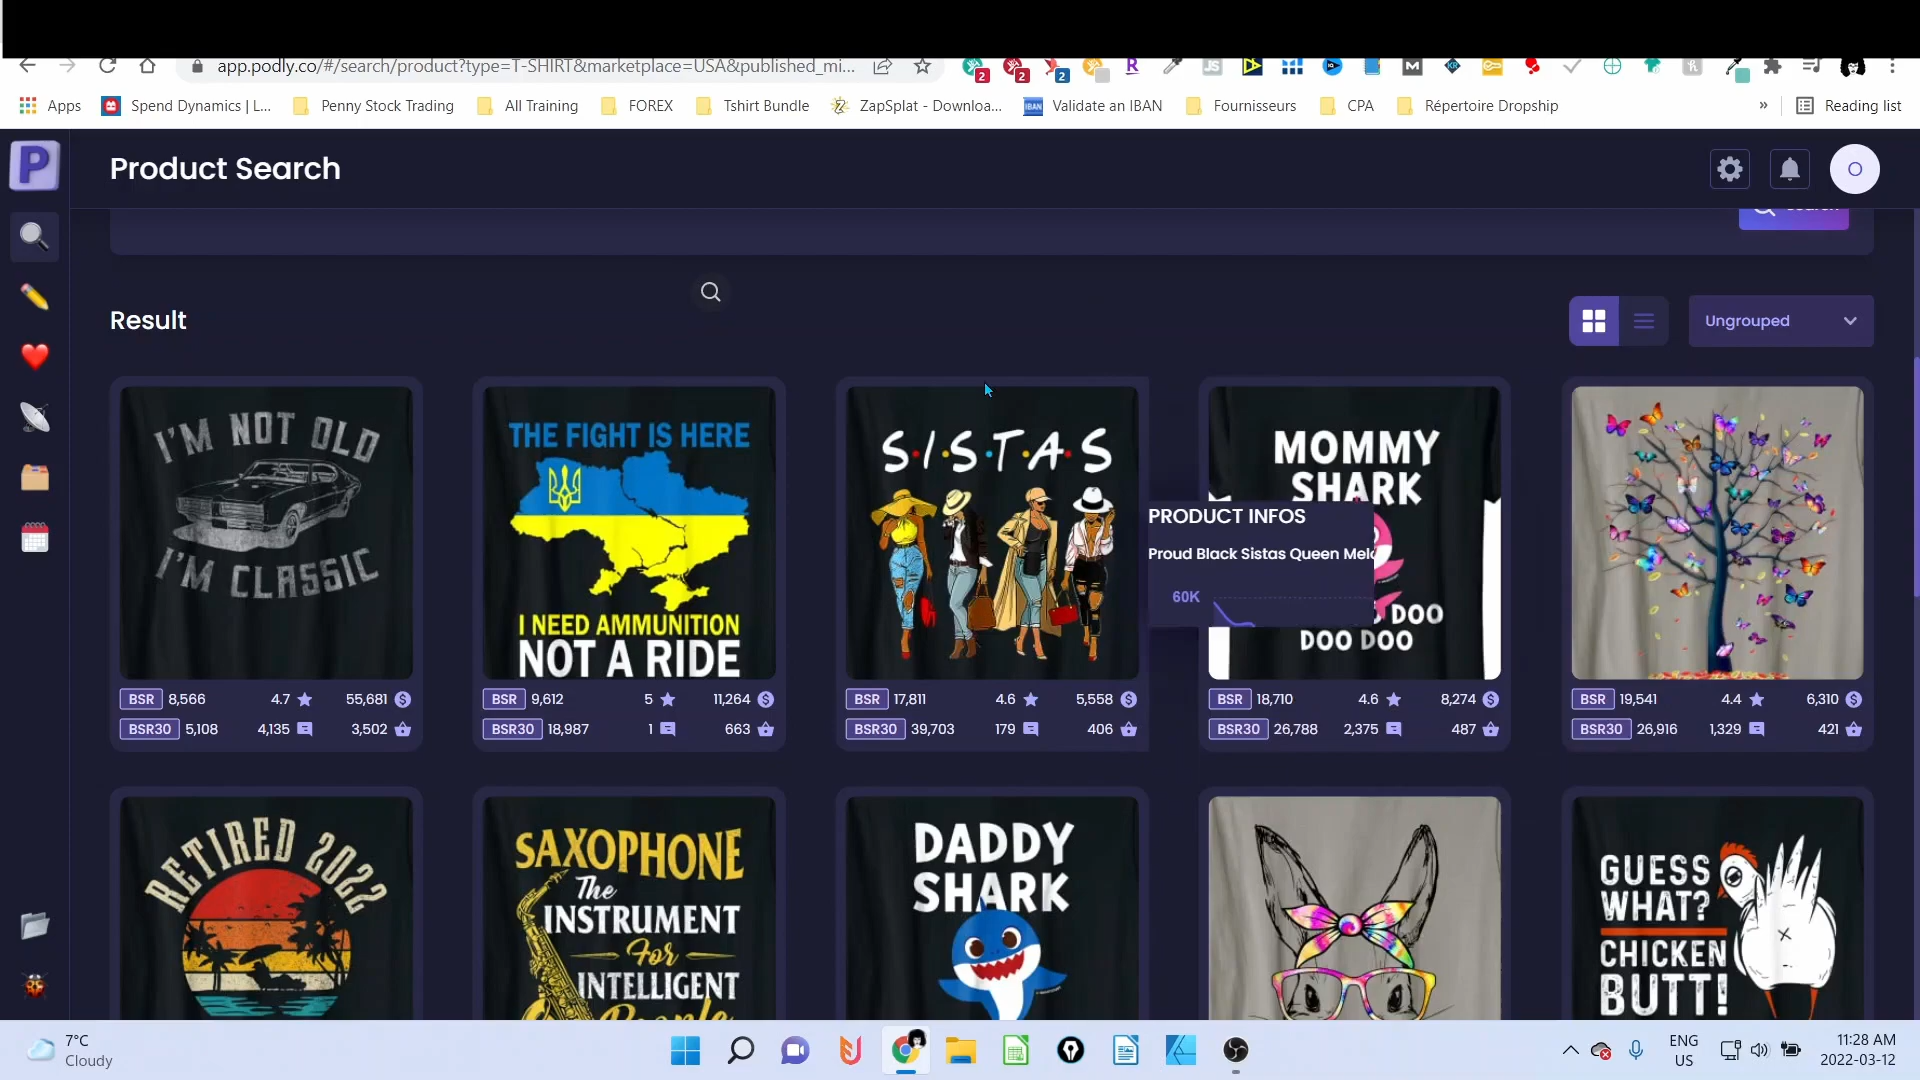 app.podly.co/#/search/product?type=T-SHIRT&marketplace=USA&published_mi...
2
2
2
R
JS
M
Apps
Spend Dynamics | L...
Penny Stock Trading
All Training
FOREX
Tshirt Bundle
ZapSplat - Downloa...
IBAN
Validate an IBAN
Fournisseurs
CPA
Répertoire Dropship
»
Reading list
P
Product Search
O
Result
Ungrouped
I'M NOT OLD
I'M CLASSIC
BSR 8,566 4.7 55,681
BSR30 5,108 4,135 3,502
THE FIGHT IS HERE
I NEED AMMUNITION
NOT A RIDE
BSR 9,612 5 11,264
BSR30 18,987 1 663
S•I•S•T•A•S
BSR 17,811 4.6 5,558
BSR30 39,703 179 406
PRODUCT INFOS
Proud Black Sistas Queen
60K
MOMMY
SHARK
DOO
DOO DOO
BSR 18,710 4.6 8,274
BSR30 26,788 2,375 487
BSR 19,541 4.4 6,310
BSR30 26,916 1,329 421
RETIRED 2022
SAXOPHONE
The
INSTRUMENT
For
INTELLIGENT
People
DADDY
SHARK
GUESS
WHAT?
CHICKEN
BUTT!
7°C
Cloudy
ENG
US
11:28 AM
2022-03-12